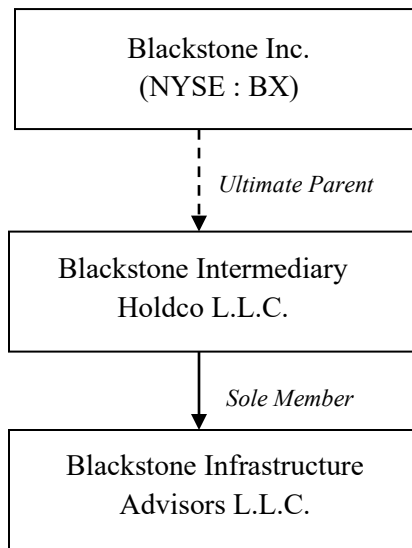 Blackstone Inc.
(NYSE : BX)
Ultimate Parent
Blackstone Intermediary
Holdco L.L.C.
Sole Member
Blackstone Infrastructure
Advisors L.L.C.